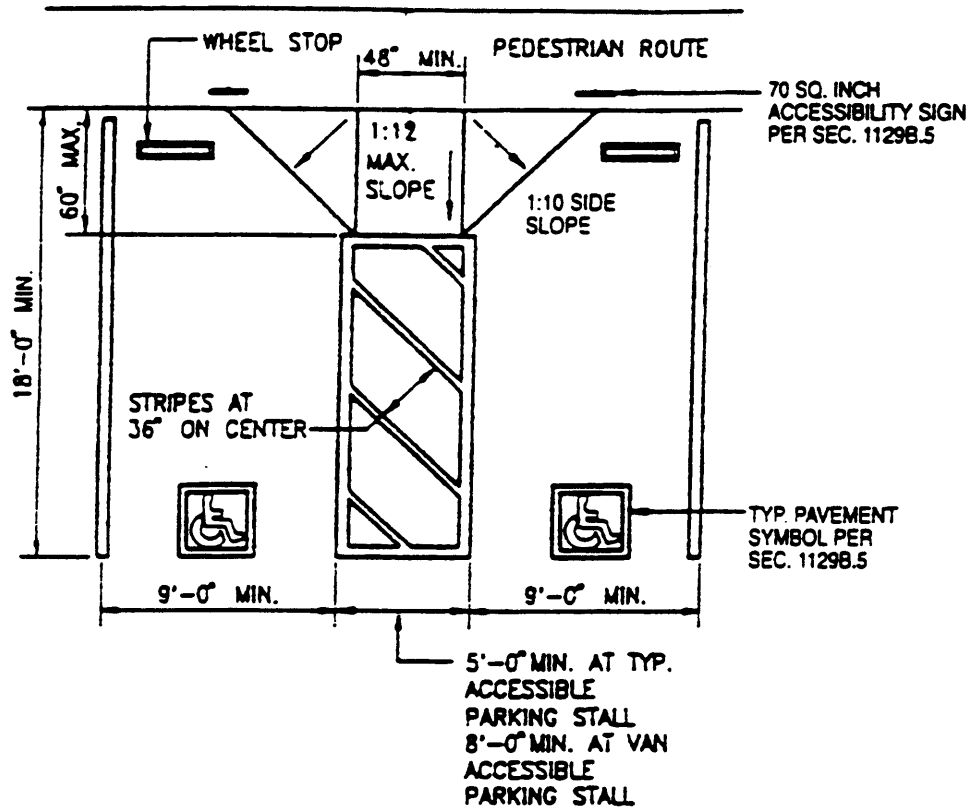 WHEEL STOP
48" MIN.
PEDESTRIAN ROUTE
70 SQ. INCH
ACCESSIBILITY SIGN
PER SEC. 1129B.5
60" MAX.
1:12
MAX.
SLOPE
1:10 SIDE
SLOPE
18'-0" MIN.
STRIPES AT
36" ON CENTER
TYP. PAVEMENT
SYMBOL PER
SEC. 1129B.5
9'-0" MIN.
9'-0" MIN.
5'-0" MIN. AT TYP.
ACCESSIBLE
PARKING STALL
8'-0" MIN. AT VAN
ACCESSIBLE
PARKING STALL